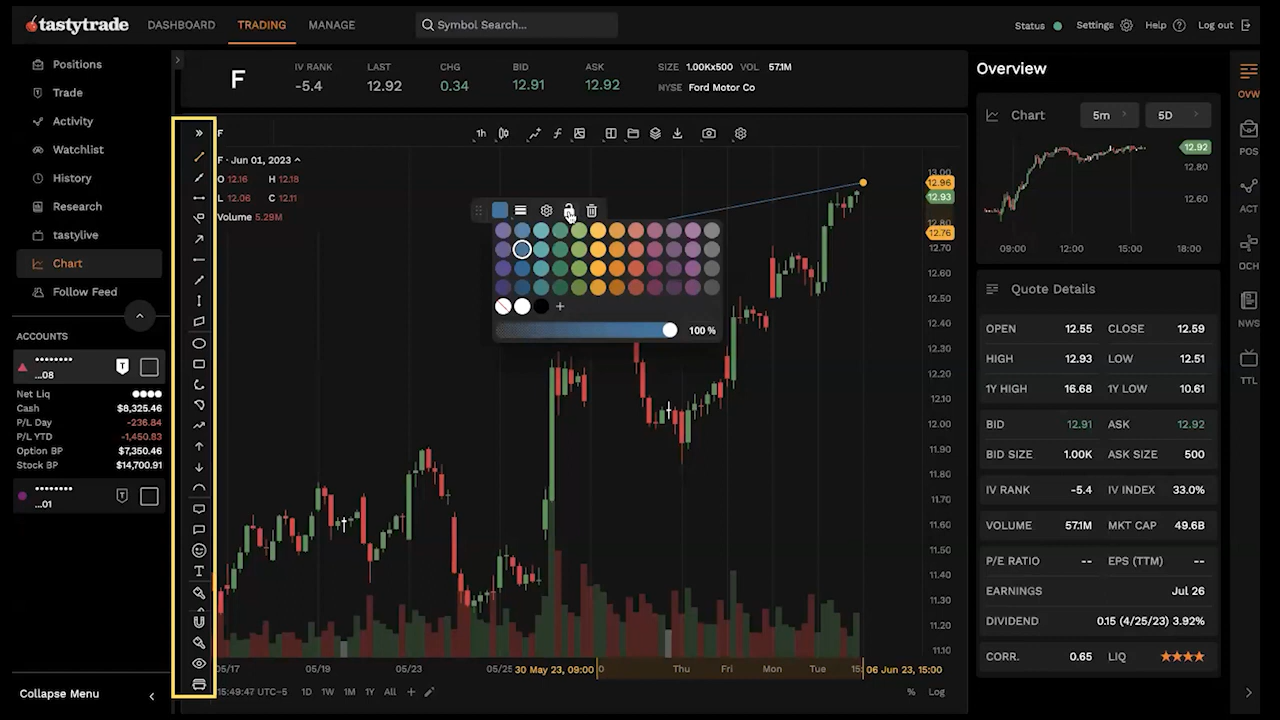 tastytrade
DASHBOARD
TRADING
MANAGE
Symbol Search...
Status
Settings
Help
Log out
Positions
Trade
Activity
Watchlist
History
Research
tastylive
Chart
Follow Feed
ACCOUNTS
...08
Net Liq
Cash $8,325.46
P/L Day -236.84
P/L YTD -1,450.83
Option BP $7,350.46
Stock BP $14,700.91
...01
Collapse Menu
F
IV RANK
-5.4
LAST
12.92
CHG
0.34
BID
12.91
ASK
12.92
SIZE 1.00Kx500 VOL 57.1M
NYSE Ford Motor Co
F
1h
F · Jun 01, 2023
O 12.16 H 12.18
L 12.06 C 12.11
Volume 5.29M
100 %
13.00
12.96
12.93
12.80
12.76
12.70
12.60
12.50
12.40
12.30
12.20
12.10
12.00
11.90
11.80
11.70
11.60
11.50
11.40
11.30
11.20
11.10
05/17 05/19 05/23 05/25 30 May 23, 09:00 Thu Fri Mon Tue 15: 06 Jun 23, 15:00
15:49:47 UTC-5 1D 1W 1M 1Y All % Log
Overview
Chart
5m
5D
12.92
12.80
12.60
09:00 12:00 15:00 18:00
Quote Details
OPEN 12.55 CLOSE 12.59
HIGH 12.93 LOW 12.51
1Y HIGH 16.68 1Y LOW 10.61
BID 12.91 ASK 12.92
BID SIZE 1.00K ASK SIZE 500
IV RANK -5.4 IV INDEX 33.0%
VOLUME 57.1M MKT CAP 49.6B
P/E RATIO -- EPS (TTM) --
EARNINGS Jul 26
DIVIDEND 0.15 (4/25/23) 3.92%
CORR. 0.65 LIQ
OVW
POS
ACT
OCH
NWS
TTL